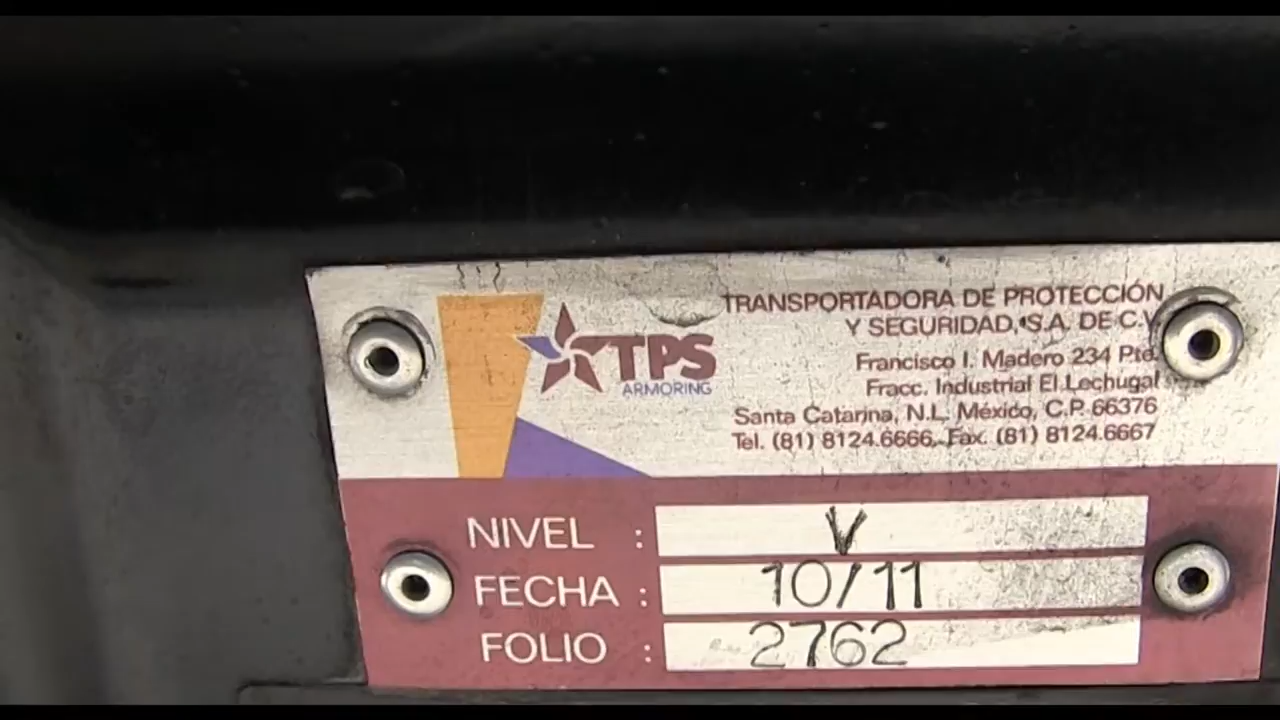 TPS
ARMORING
TRANSPORTADORA DE PROTECCIÓN
Y SEGURIDAD, S.A. DE C.V.
Francisco I. Madero 234 Pte.
Fracc. Industrial El Lechugal
Santa Catarina, N.L. México, C.P. 66376
Tel. (81) 8124.6666, Fax. (81) 8124.6667
NIVEL : V
FECHA : 10/11
FOLIO : 2762